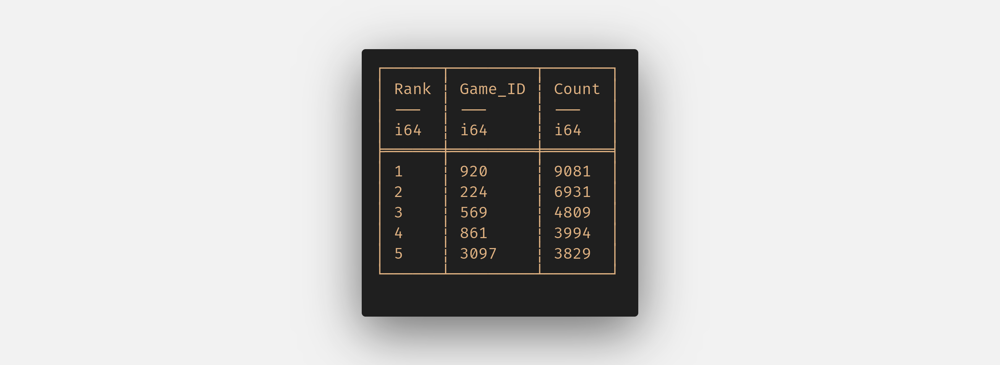 Rank Game_ID Count
--- --- ---
i64 i64 i64
1 920 9081
2 224 6931
3 569 4809
4 861 3994
5 3097 3829